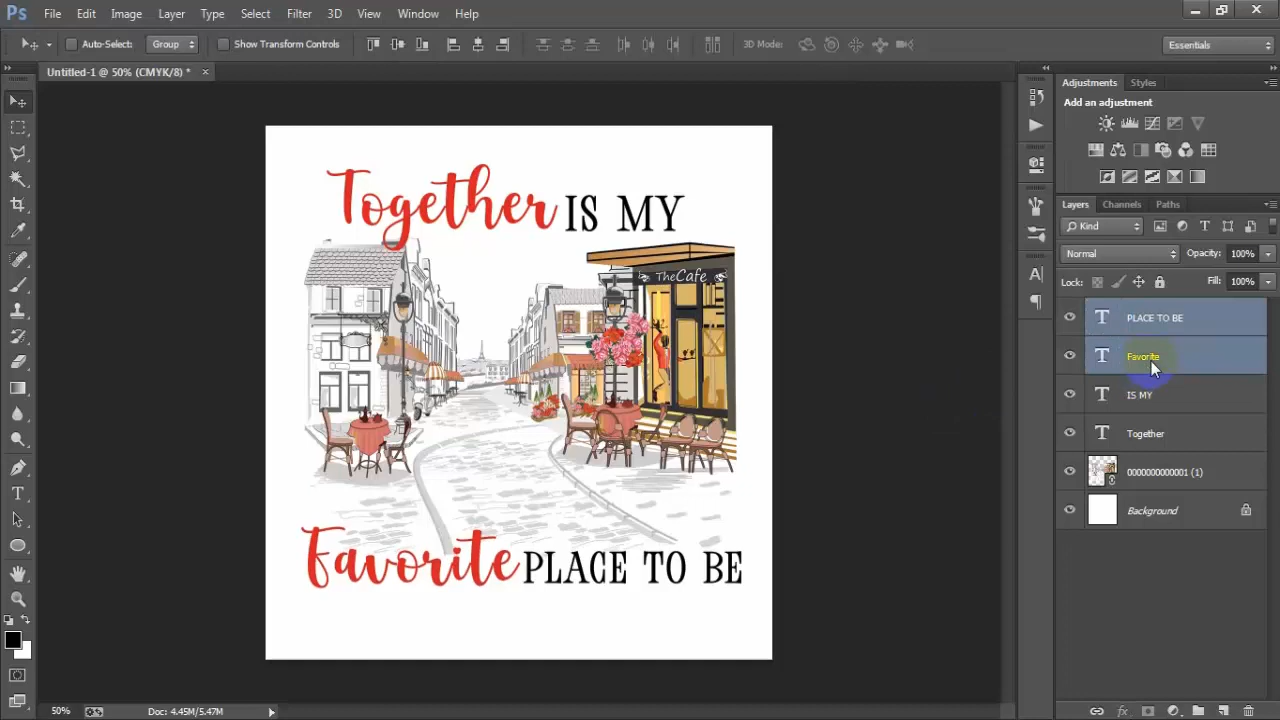 Ps File Edit Image Layer Type Select Filter 3D View Window Help
Auto-Select: Group Show Transform Controls 3D Mode: Essentials
Untitled-1 @ 50% (CMYK/8) * ×
Together IS MY
TheCafe
Favorite PLACE TO BE
Adjustments Styles
Add an adjustment
Layers Channels Paths
Kind
Normal Opacity: 100%
Lock: Fill: 100%
PLACE TO BE
Favorite
IS MY
Together
0000000000001 (1)
Background
50% Doc: 4.45M/5.47M